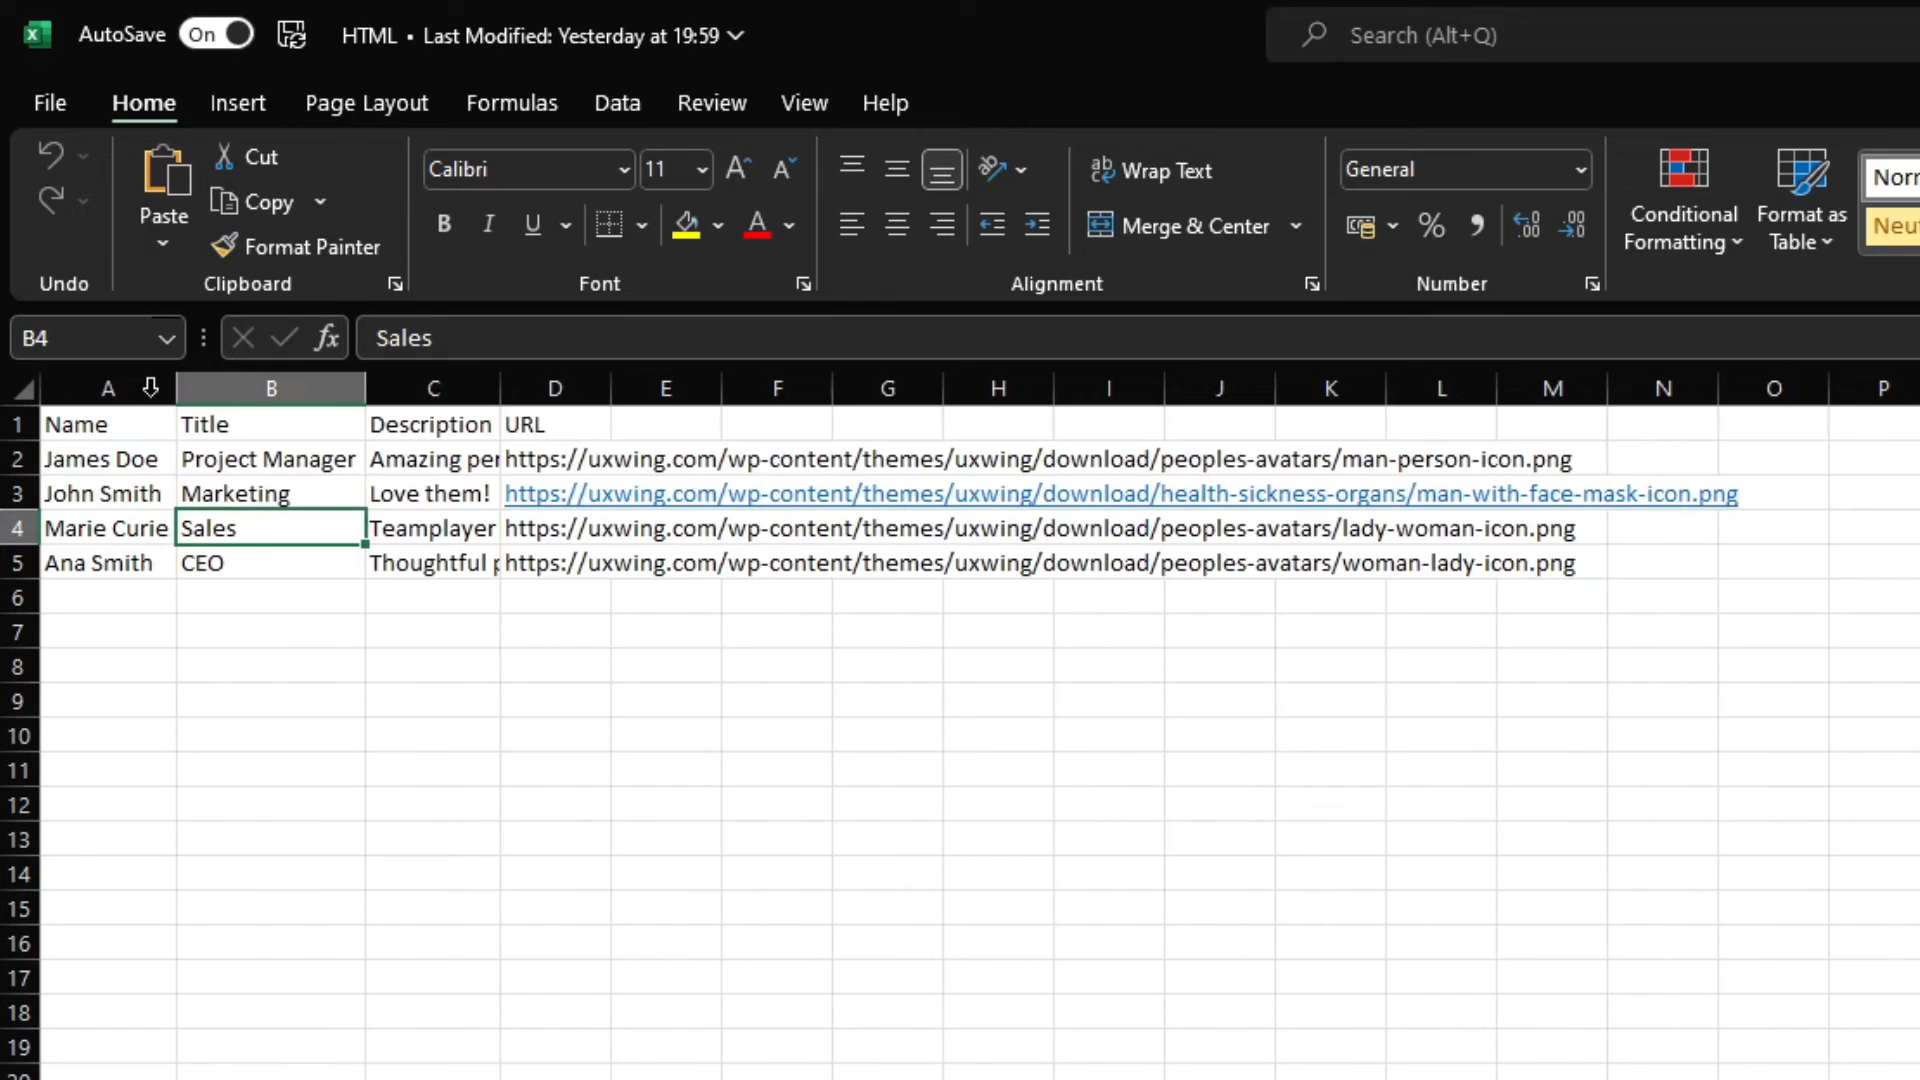 AutoSave On HTML • Last Modified: Yesterday at 19:59 Search (Alt+Q)
File Home Insert Page Layout Formulas Data Review View Help
Paste Cut Copy Format Painter
Calibri 11
B I U A
Wrap Text
Merge & Center
General
Conditional Formatting
Format as Table
Undo Clipboard Font Alignment Number
B4 fx Sales
A B C D E F G H I J K L M N O P
1 Name Title Description URL
2 James Doe Project Manager Amazing https://uxwing.com/wp-content/themes/uxwing/download/peoples-avatars/man-person-icon.png
3 John Smith Marketing Love them! https://uxwing.com/wp-content/themes/uxwing/download/health-sickness-organs/man-with-face-mask-icon.png
4 Marie Curie Sales Teamplayer https://uxwing.com/wp-content/themes/uxwing/download/peoples-avatars/lady-woman-icon.png
5 Ana Smith CEO Thoughtful https://uxwing.com/wp-content/themes/uxwing/download/peoples-avatars/woman-lady-icon.png
6
7
8
9
10
11
12
13
14
15
16
17
18
19